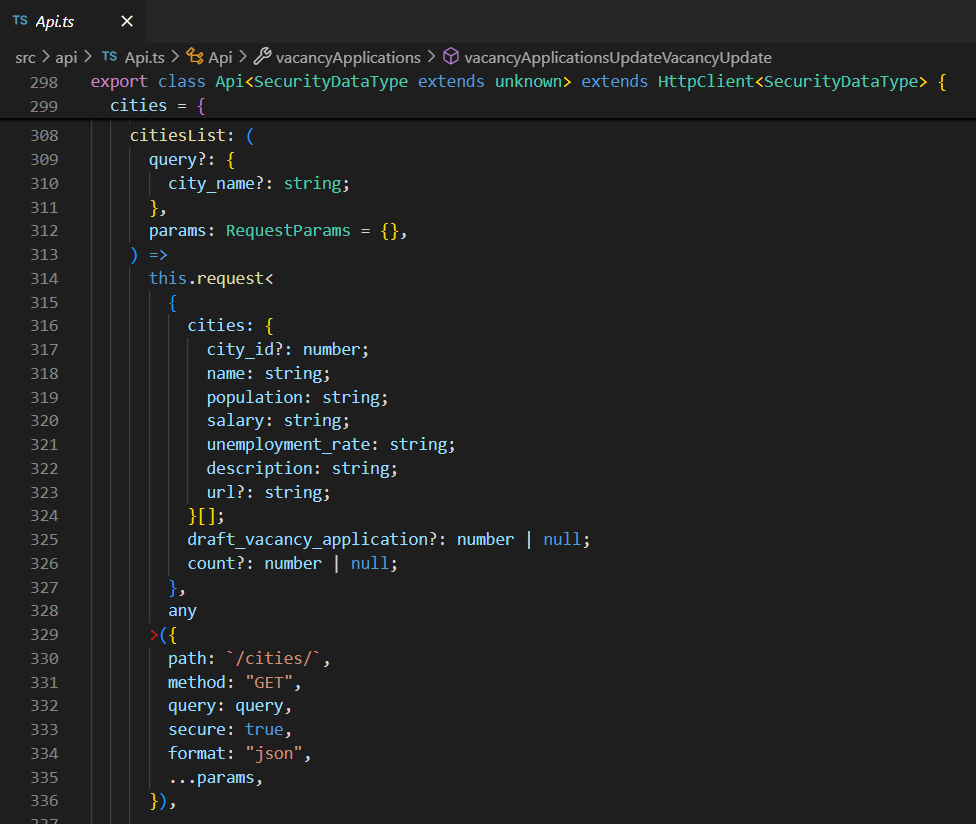 TS Api.ts ×
src > api > TS Api.ts > Api > vacancyApplications > vacancyApplicationsUpdateVacancyUpdate
298 export class Api<SecurityDataType extends unknown> extends HttpClient<SecurityDataType> {
299 cities = {
308 citiesList: (
309 query?: {
310 city_name?: string;
311 },
312 params: RequestParams = {},
313 ) =>
314 this.request<
315 {
316 cities: {
317 city_id?: number;
318 name: string;
319 population: string;
320 salary: string;
321 unemployment_rate: string;
322 description: string;
323 url?: string;
324 }[];
325 draft_vacancy_application?: number | null;
326 count?: number | null;
327 },
328 any
329 >({
330 path: `/cities/`,
331 method: "GET",
332 query: query,
333 secure: true,
334 format: "json",
335 ...params,
336 }),